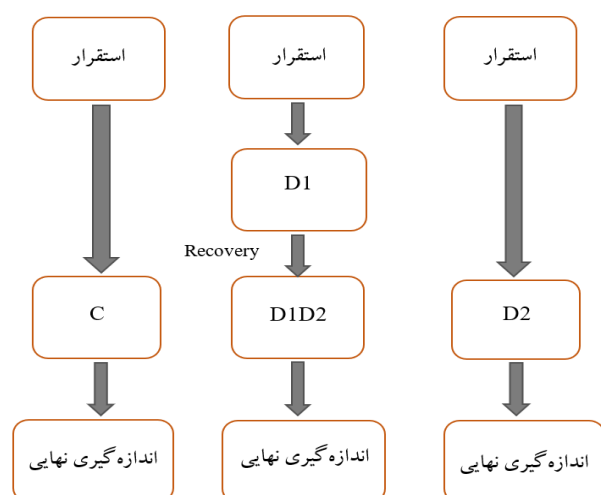 استقرار
استقرار
استقرار
D1
Recovery
C
D1D2
D2
اندازه‌گیری نهایی
اندازه‌گیری نهایی
اندازه‌گیری نهایی